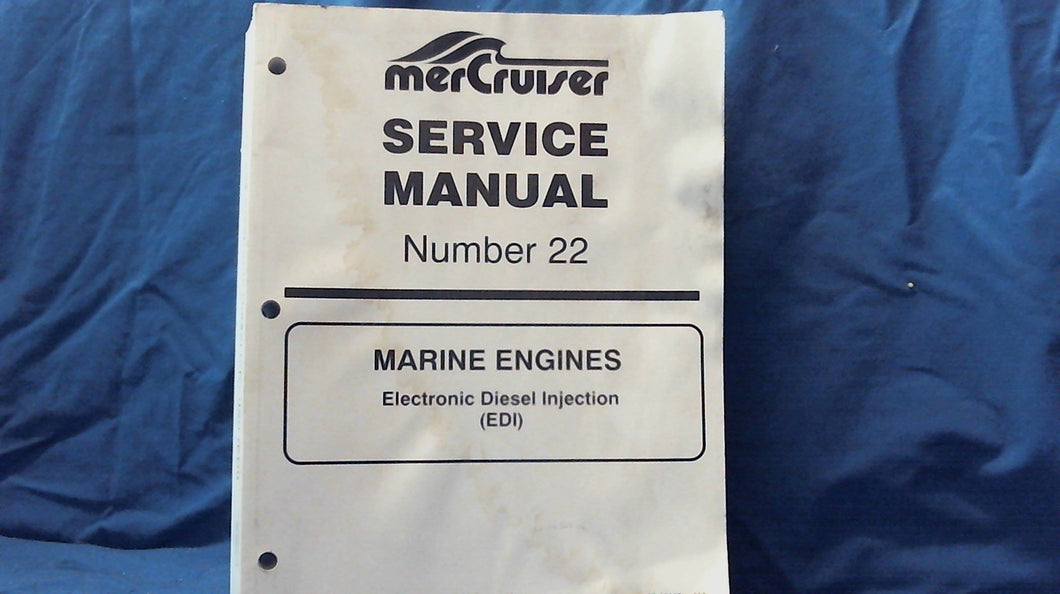 merCruiser
SERVICE
MANUAL
Number 22
MARINE ENGINES
Electronic Diesel Injection
(EDI)